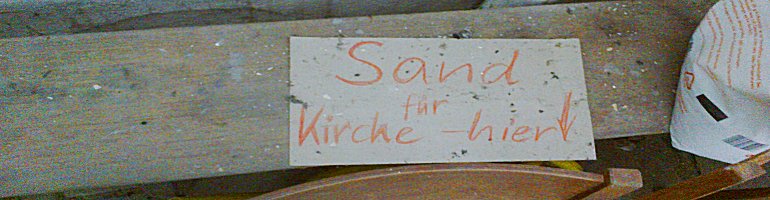 Sand
für
Kirche - hier ↓